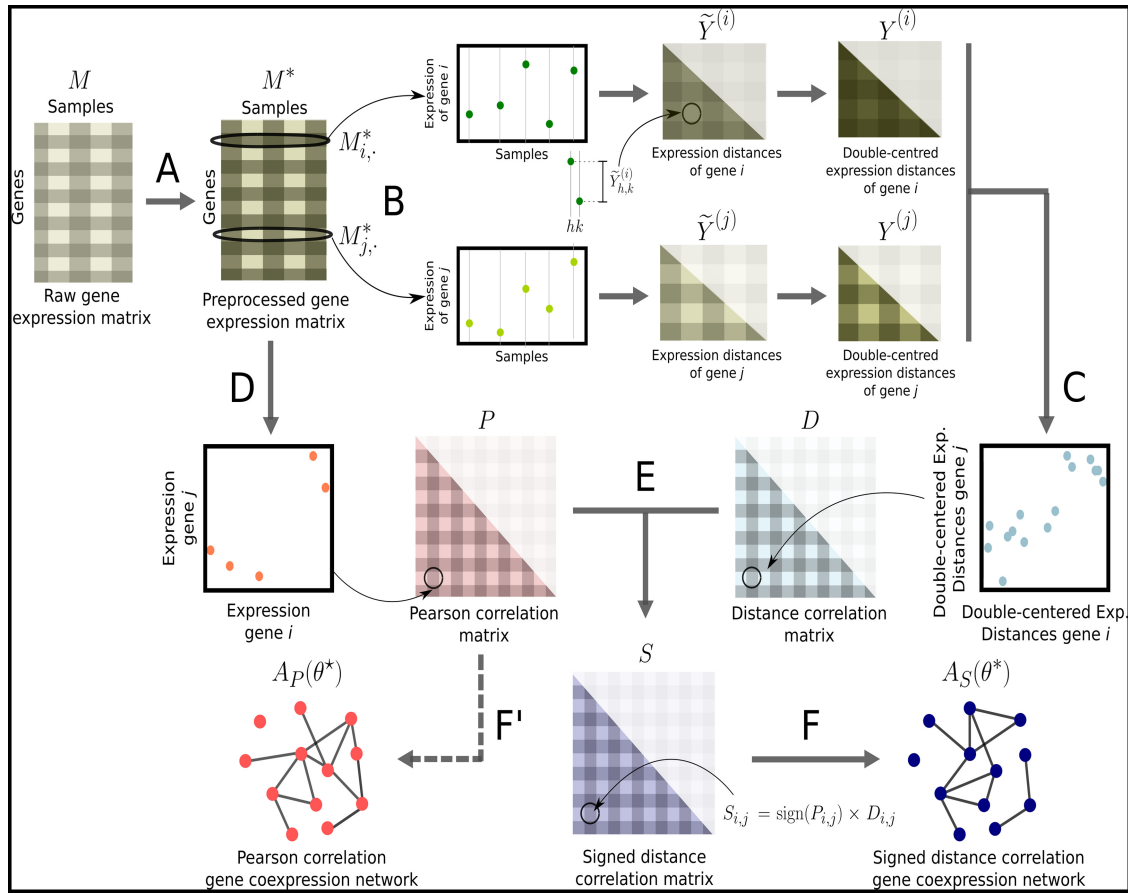 M
Samples
Genes
Raw gene
expression matrix
A
M*
Samples
Genes
M*i,·
M*j,·
Preprocessed gene
expression matrix
B
Expression
of gene i
Samples
Ỹ(i)h,k
hk
Expression
of gene j
Samples
Ỹ(i)
Expression distances
of gene i
Y(i)
Double-centred
expression distances
of gene i
Ỹ(j)
Expression distances
of gene j
Y(j)
Double-centred
expression distances
of gene j
C
D
Expression
gene j
Expression
gene i
P
Pearson correlation
matrix
E
D
Distance correlation
matrix
Double-centered Exp.
Distances gene j
Double-centered Exp.
Distances gene i
AP(θ⋆)
Pearson correlation
gene coexpression network
F'
S
Si,j = sign(Pi,j) × Di,j
Signed distance
correlation matrix
F
AS(θ*)
Signed distance correlation
gene coexpression network